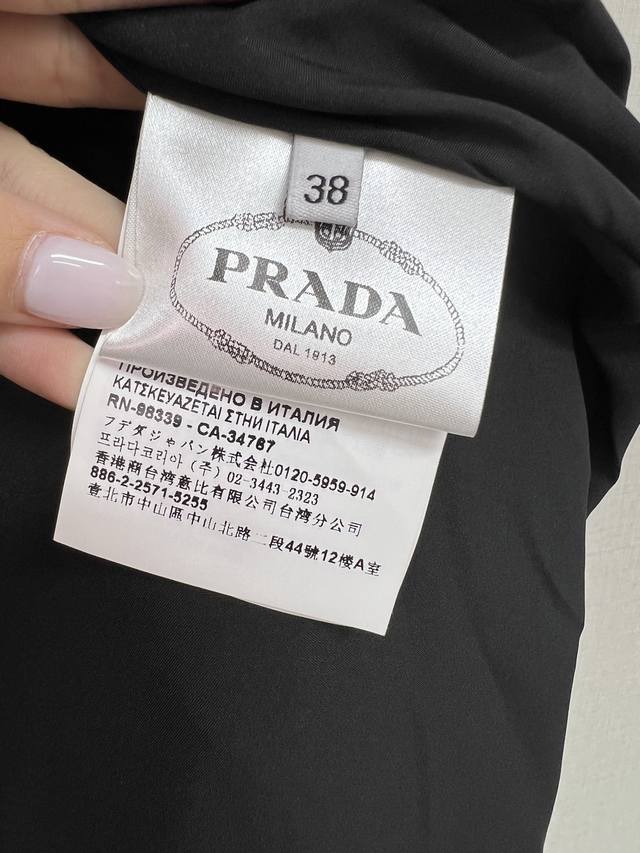 38
PRADA
MILANO
DAL 1913
ПРОИЗВЕДЕНО В ИТАЛИЯ
ΚΑΤΣΚΕΥΑΖΕΤΑΙ ΣΤΗΝ ΙΤΑΛΙΑ
RN-98339 - CA-34767
フデダジャパン株式会社0120-5959-914
프라다코리아 (주) 02-3443-2323
香港商台湾意比有限公司台湾分公司
886-2-2571-5255
臺北市中山區中山北路二段44號12楼A室